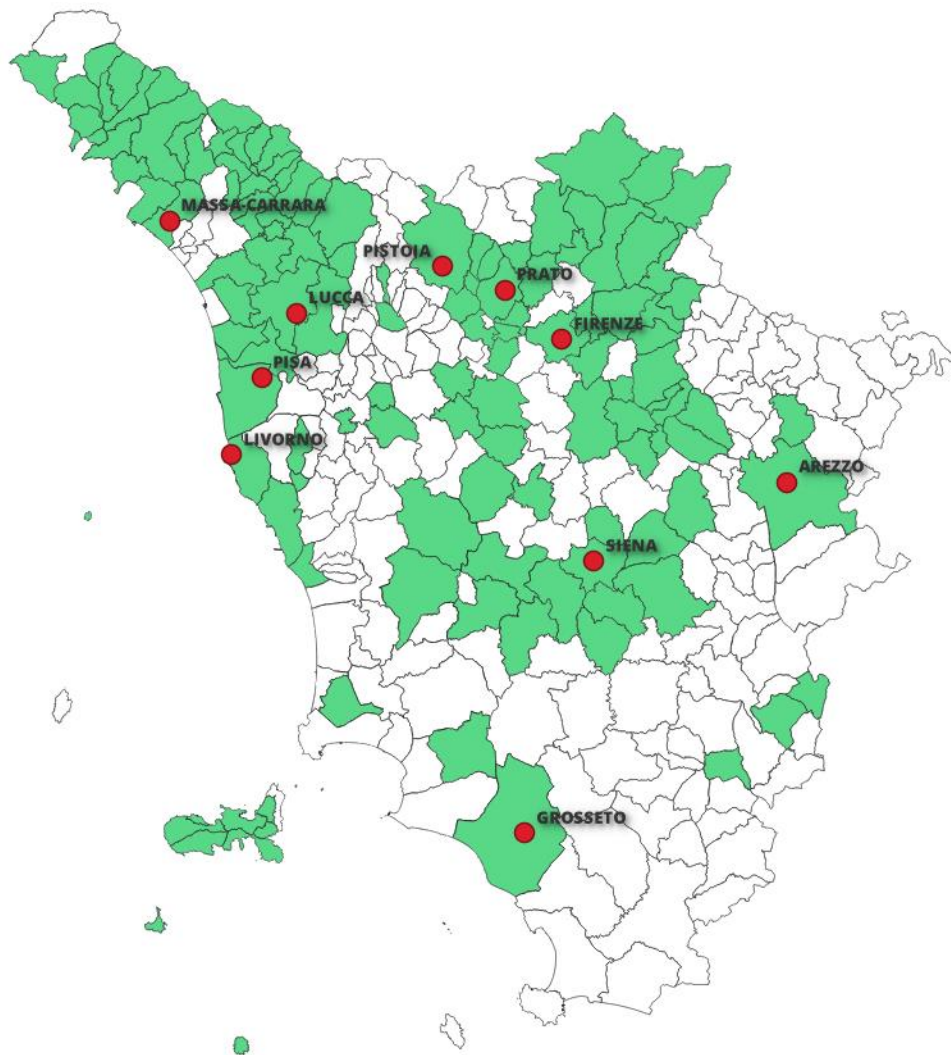 MASSA-CARRARA
PISTOIA
PRATO
LUCCA
FIRENZE
PISA
LIVORNO
AREZZO
SIENA
GROSSETO